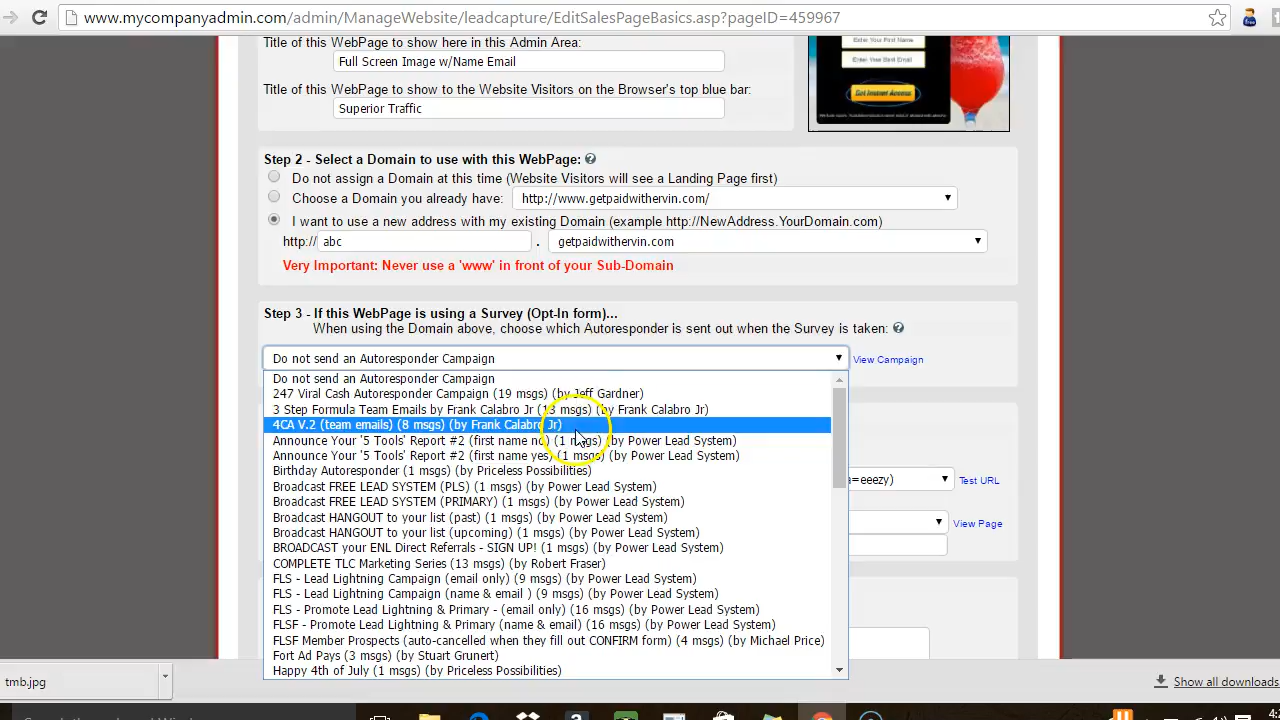 www.mycompanyadmin.com/admin/ManageWebsite/leadcapture/EditSalesPageBasics.asp?pageID=459967
Title of this WebPage to show here in this Admin Area:
Full Screen Image w/Name Email
Title of this WebPage to show to the Website Visitors on the Browser's top blue bar:
Superior Traffic
Enter Your First Name
Enter Your Best Email
Get Instant Access
Step 2 - Select a Domain to use with this WebPage:
Do not assign a Domain at this time (Website Visitors will see a Landing Page first)
Choose a Domain you already have: http://www.getpaidwithervin.com/
I want to use a new address with my existing Domain (example http://NewAddress.YourDomain.com)
http:// abc . getpaidwithervin.com
Very Important: Never use a 'www' in front of your Sub-Domain
Step 3 - If this WebPage is using a Survey (Opt-In form)...
When using the Domain above, choose which Autoresponder is sent out when the Survey is taken:
Do not send an Autoresponder Campaign View Campaign
Do not send an Autoresponder Campaign
247 Viral Cash Autoresponder Campaign (19 msgs) (by Jeff Gardner)
3 Step Formula Team Emails by Frank Calabro Jr (13 msgs) (by Frank Calabro Jr)
4CA V.2 (team emails) (8 msgs) (by Frank Calabro Jr)
Announce Your '5 Tools' Report #2 (first name no) (1 msgs) (by Power Lead System)
Announce Your '5 Tools' Report #2 (first name yes) (1 msgs) (by Power Lead System)
Birthday Autoresponder (1 msgs) (by Priceless Possibilities)
Broadcast FREE LEAD SYSTEM (PLS) (1 msgs) (by Power Lead System)
a=eeezy) Test URL
Broadcast FREE LEAD SYSTEM (PRIMARY) (1 msgs) (by Power Lead System)
Broadcast HANGOUT to your list (past) (1 msgs) (by Power Lead System)
View Page
Broadcast HANGOUT to your list (upcoming) (1 msgs) (by Power Lead System)
BROADCAST your ENL Direct Referrals - SIGN UP! (1 msgs) (by Power Lead System)
COMPLETE TLC Marketing Series (13 msgs) (by Robert Fraser)
FLS - Lead Lightning Campaign (email only) (9 msgs) (by Power Lead System)
FLS - Lead Lightning Campaign (name & email ) (9 msgs) (by Power Lead System)
FLS - Promote Lead Lightning & Primary - (email only) (16 msgs) (by Power Lead System)
FLSF - Promote Lead Lightning & Primary (name & email) (16 msgs) (by Power Lead System)
FLSF Member Prospects (auto-cancelled when they fill out CONFIRM form) (4 msgs) (by Michael Price)
Fort Ad Pays (3 msgs) (by Stuart Grunert)
Happy 4th of July (1 msgs) (by Priceless Possibilities)
tmb.jpg
Show all downloads